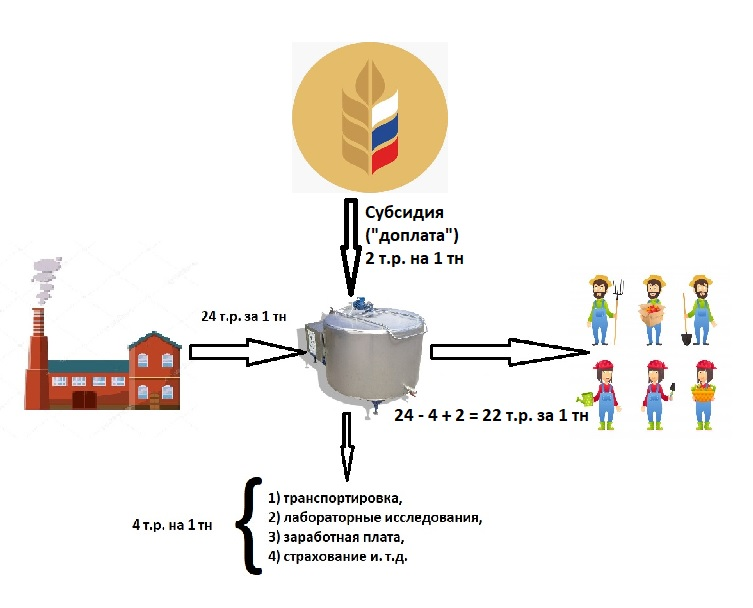 Субсидия
("доплата")
2 т.р. на 1 тн
24 т.р. за 1 тн
24 - 4 + 2 = 22 т.р. за 1 тн
4 т.р. на 1 тн
1) транспортировка,
2) лабораторные исследования,
3) заработная плата,
4) страхование и. т.д.